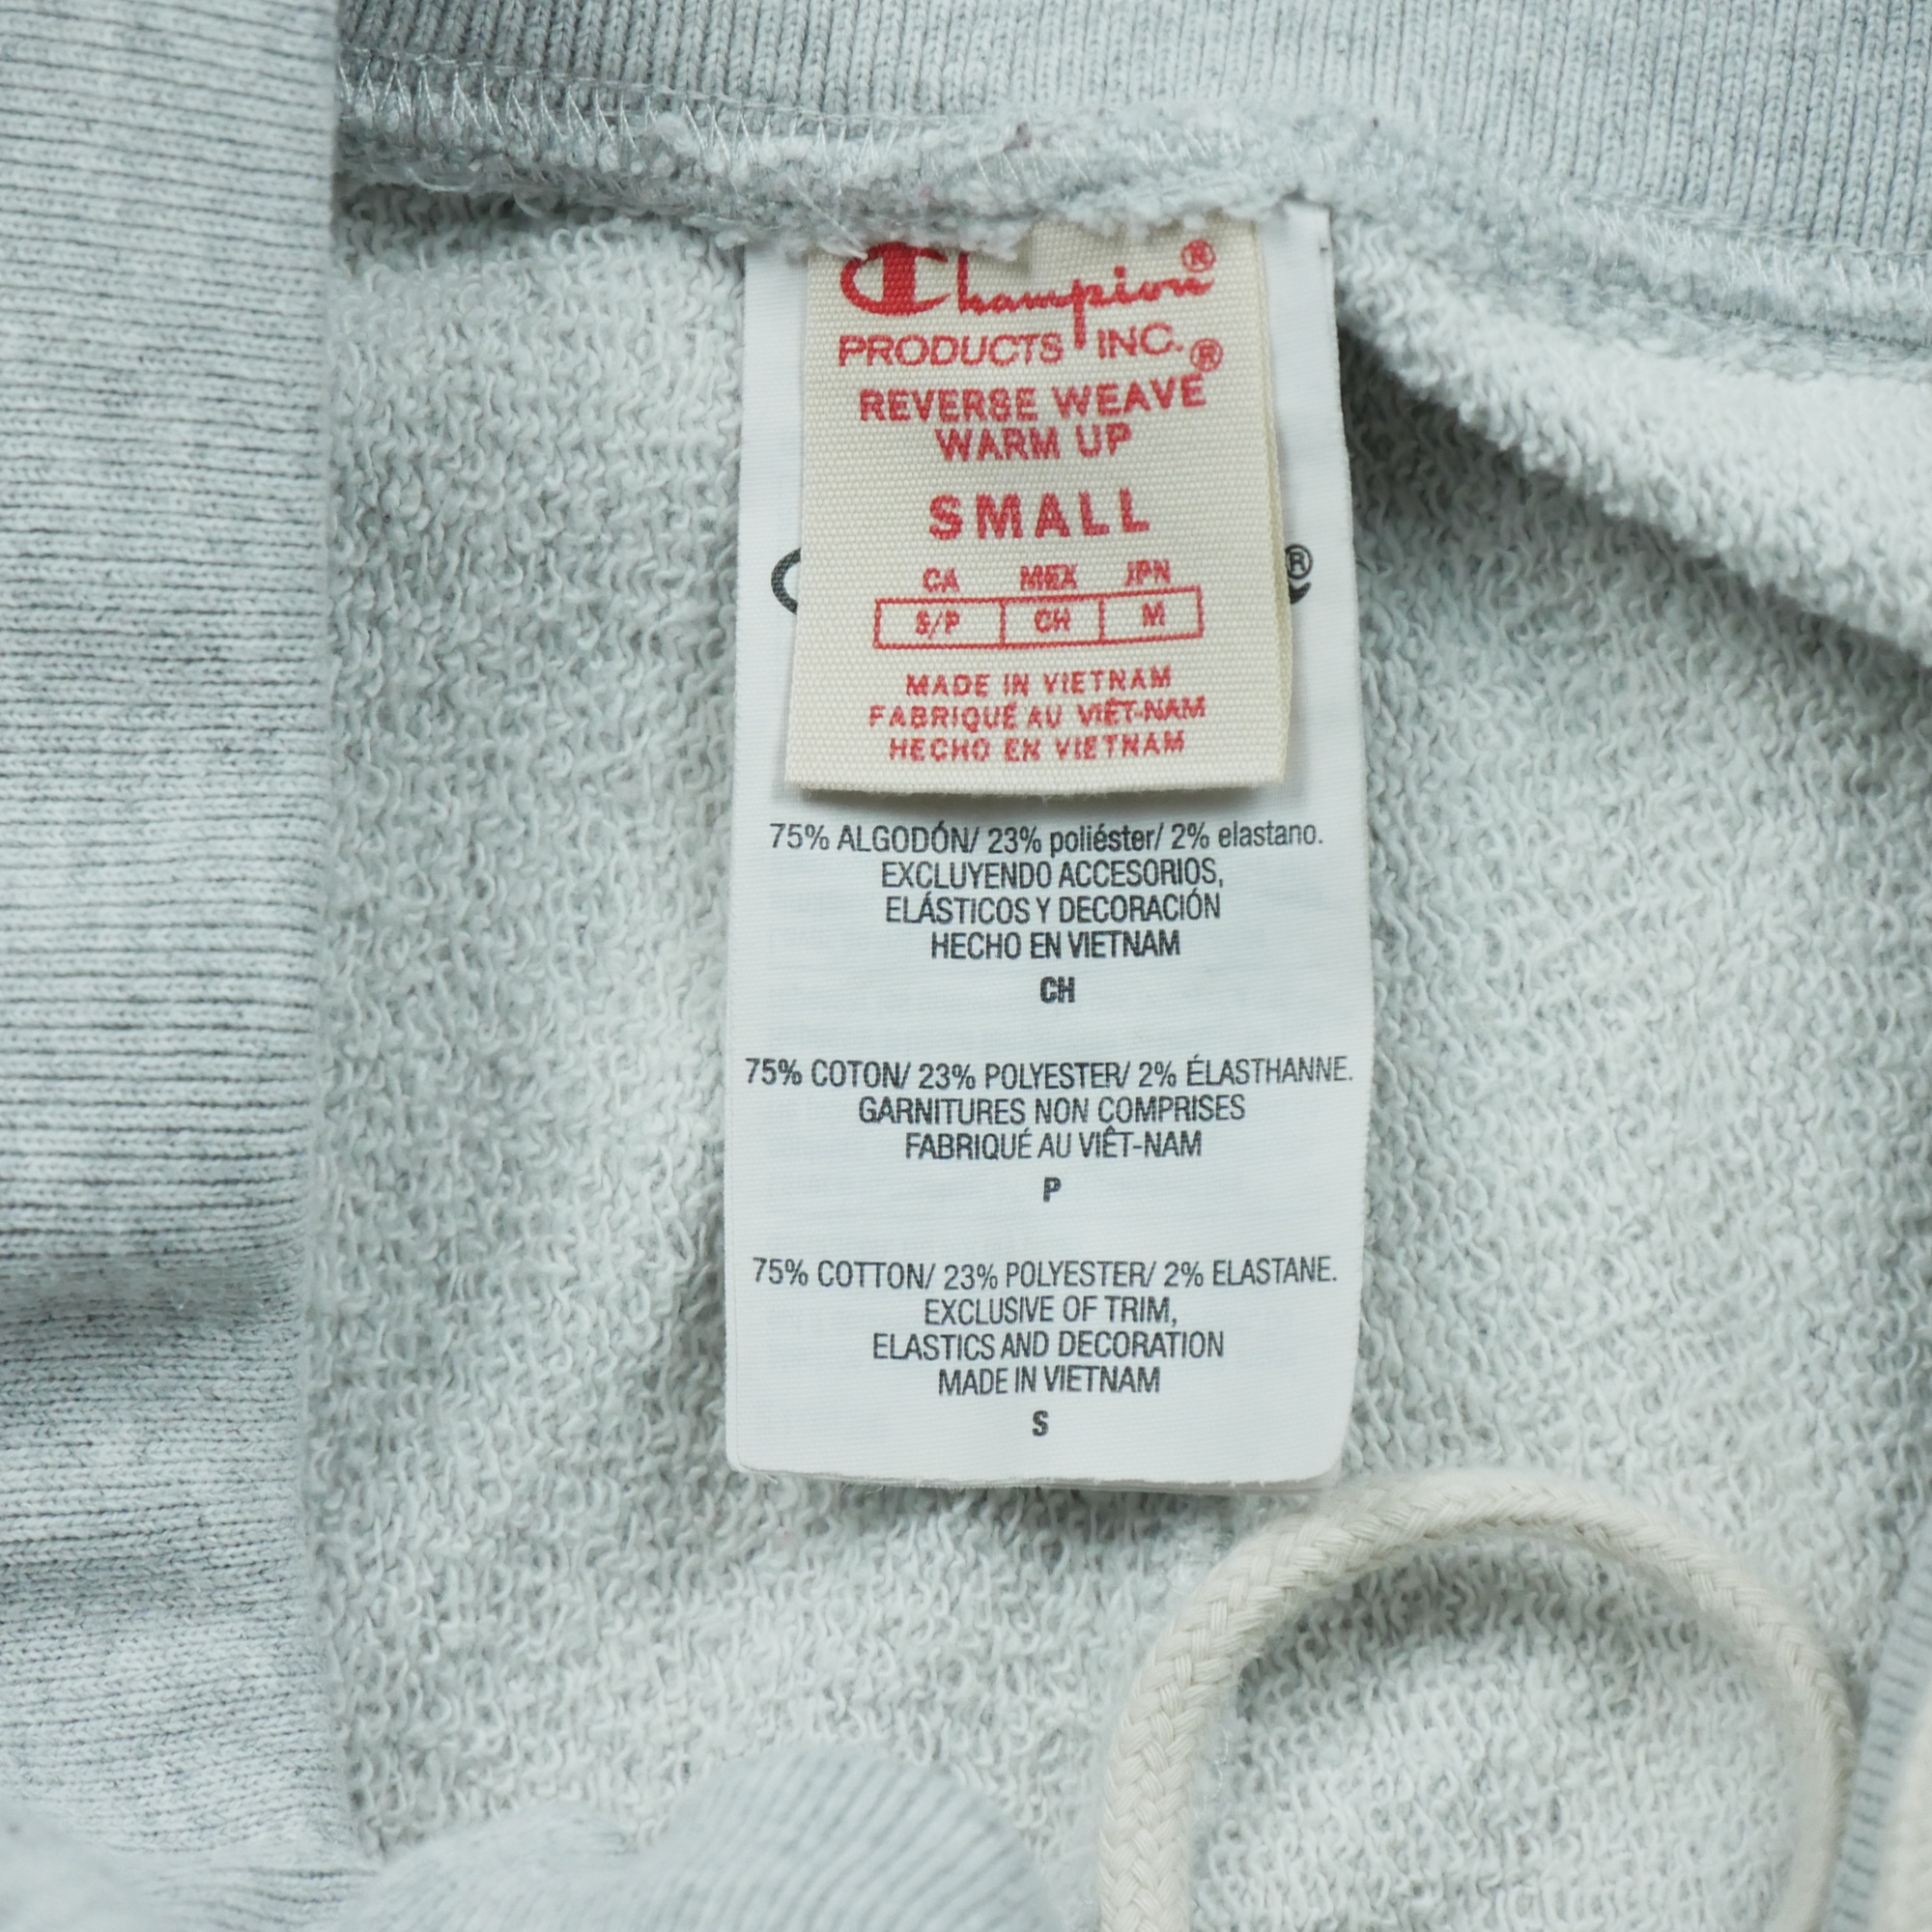 Champion®
PRODUCTS INC.®
REVERSE WEAVE
WARM UP
SMALL
CA MEX JPN
S/P CH M
MADE IN VIETNAM
FABRIQUÉ AU VIÊT-NAM
HECHO EN VIETNAM
®
75% ALGODÓN/ 23% poliéster/ 2% elastano.
EXCLUYENDO ACCESORIOS,
ELÁSTICOS Y DECORACIÓN
HECHO EN VIETNAM
CH
75% COTON/ 23% POLYESTER/ 2% ÉLASTHANNE.
GARNITURES NON COMPRISES
FABRIQUÉ AU VIÊT-NAM
P
75% COTTON/ 23% POLYESTER/ 2% ELASTANE.
EXCLUSIVE OF TRIM,
ELASTICS AND DECORATION
MADE IN VIETNAM
S